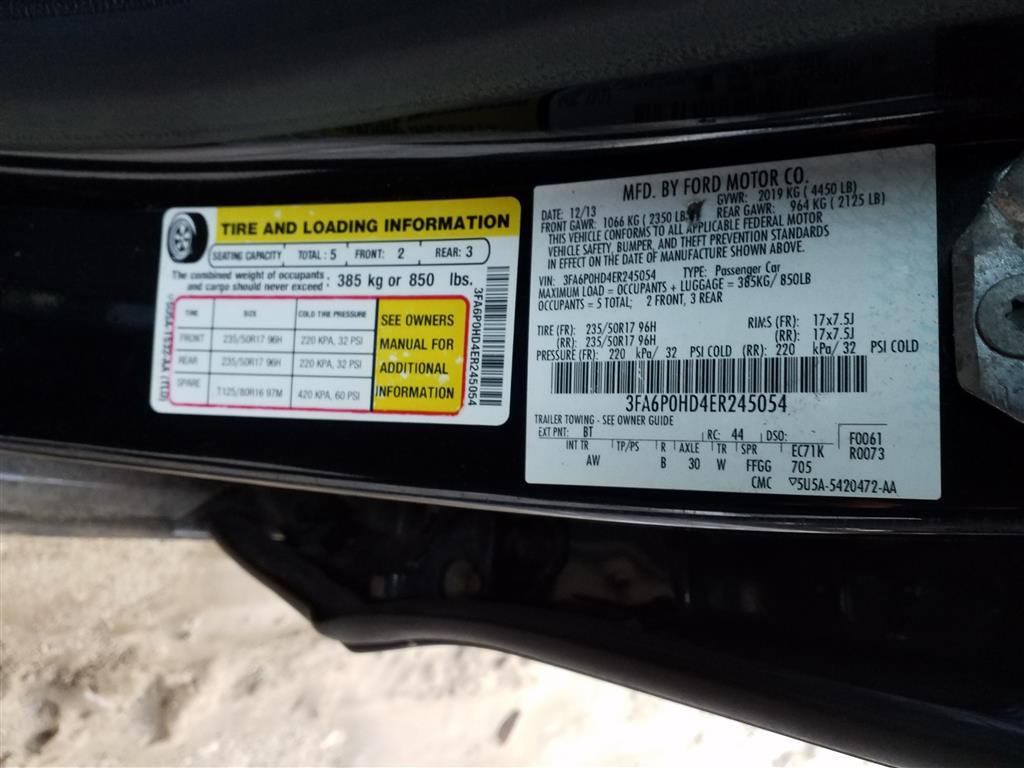 TIRE AND LOADING INFORMATION
SEATING CAPACITY TOTAL: 5 FRONT: 2 REAR: 3
The combined weight of occupants and cargo should never exceed: 385 kg or 850 lbs.
TIRE SIZE COLD TIRE PRESSURE
FRONT 235/50R17 96H 220 KPA, 32 PSI
REAR 235/50R17 96H 220 KPA, 32 PSI
SPARE T125/80R16 97M 420 KPA, 60 PSI
SEE OWNERS
MANUAL FOR
ADDITIONAL
INFORMATION
3FA6P0HD4ER245054
MFD. BY FORD MOTOR CO.
DATE: 12/13 GVWR: 2019 KG ( 4450 LB)
FRONT GAWR: 1066 KG ( 2350 LB) REAR GAWR: 964 KG ( 2125 LB)
THIS VEHICLE CONFORMS TO ALL APPLICABLE FEDERAL MOTOR
VEHICLE SAFETY, BUMPER, AND THEFT PREVENTION STANDARDS
IN EFFECT ON THE DATE OF MANUFACTURE SHOWN ABOVE.
VIN: 3FA6P0HD4ER245054 TYPE: Passenger Car
MAXIMUM LOAD = OCCUPANTS + LUGGAGE = 385KG/ 850LB
OCCUPANTS = 5 TOTAL; 2 FRONT, 3 REAR
TIRE (FR): 235/50R17 96H RIMS (FR): 17x7.5J
(RR): 235/50R17 96H (RR): 17x7.5J
PRESSURE (FR): 220 kPa/ 32 PSI COLD (RR): 220 kPa/ 32 PSI COLD
3FA6P0HD4ER245054
TRAILER TOWING - SEE OWNER GUIDE
EXT PNT: BT RC: 44 DSO: F0061
INT TR TP/PS R AXLE TR SPR EC71K R0073
AW B 30 W FFGG 705
CMC ▽5U5A-5420472-AA